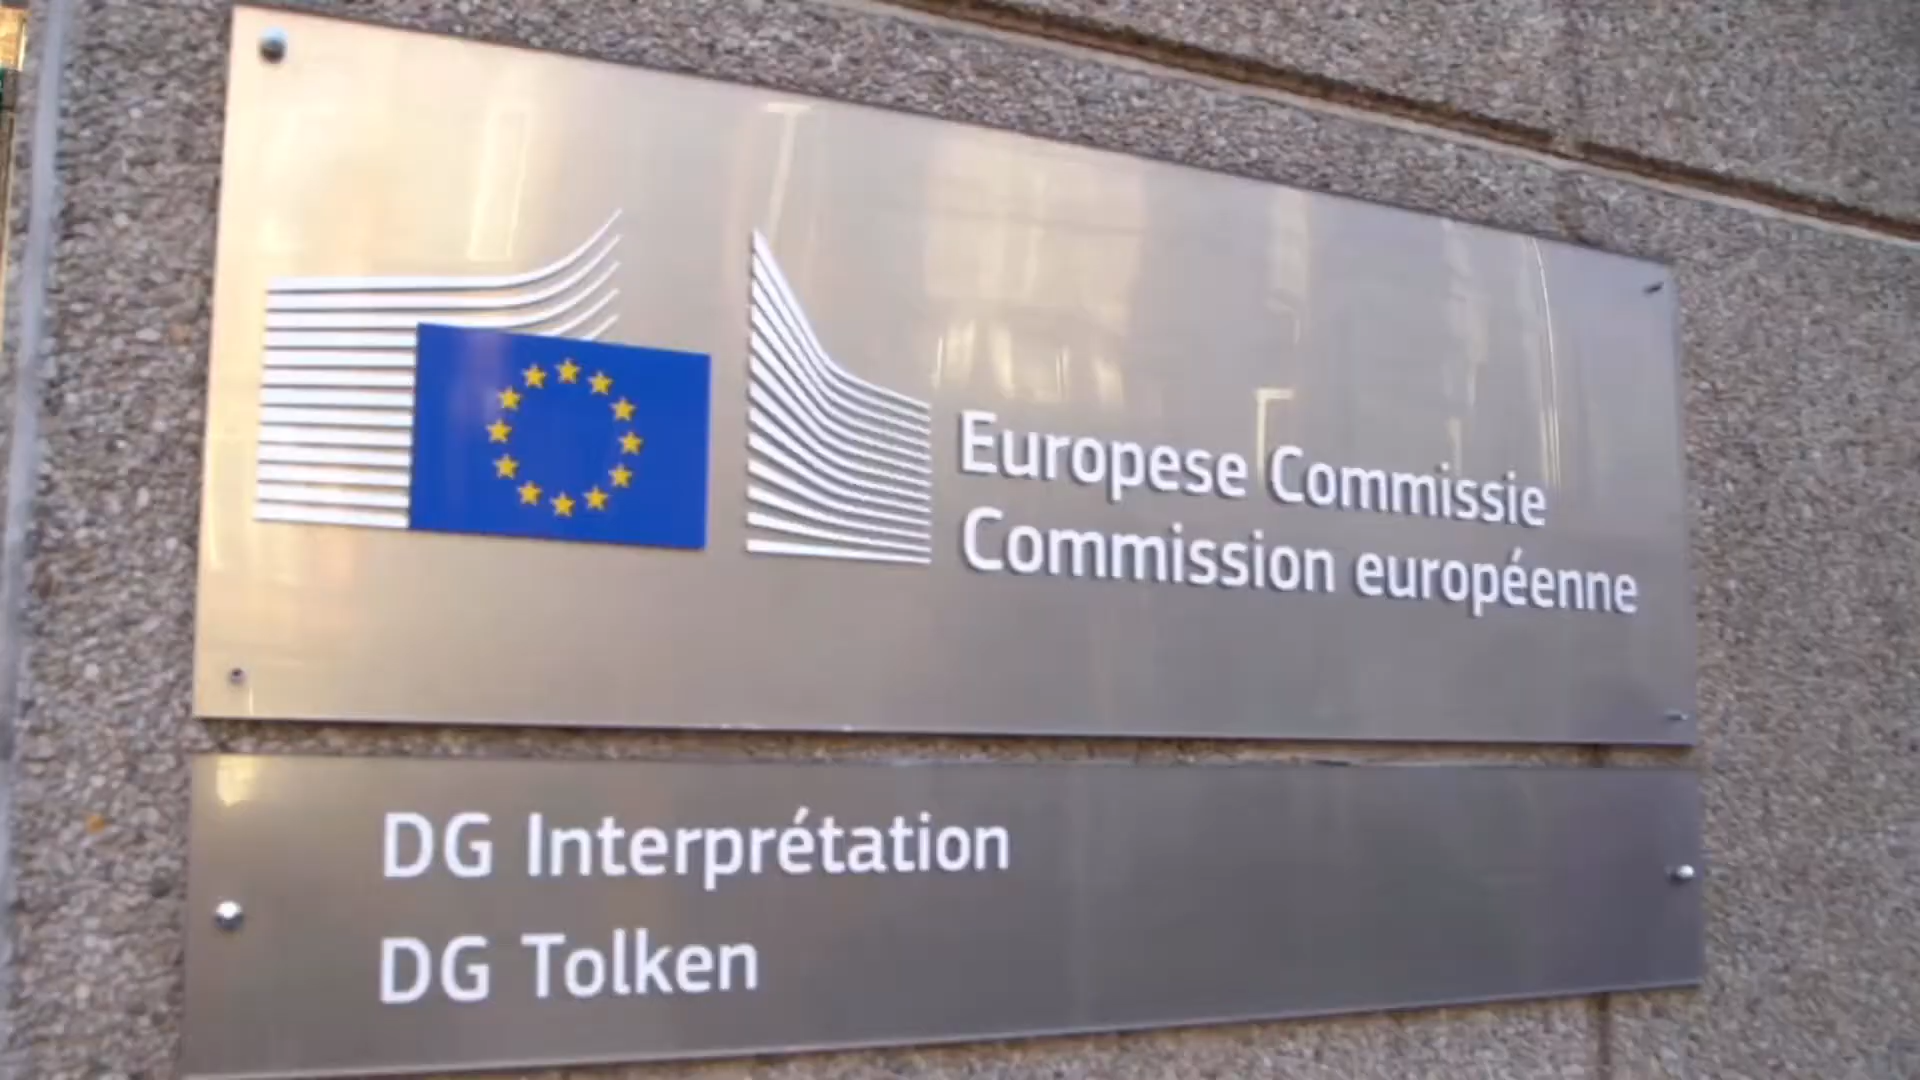 Europese Commissie
Commission européenne
DG Interprétation
DG Tolken